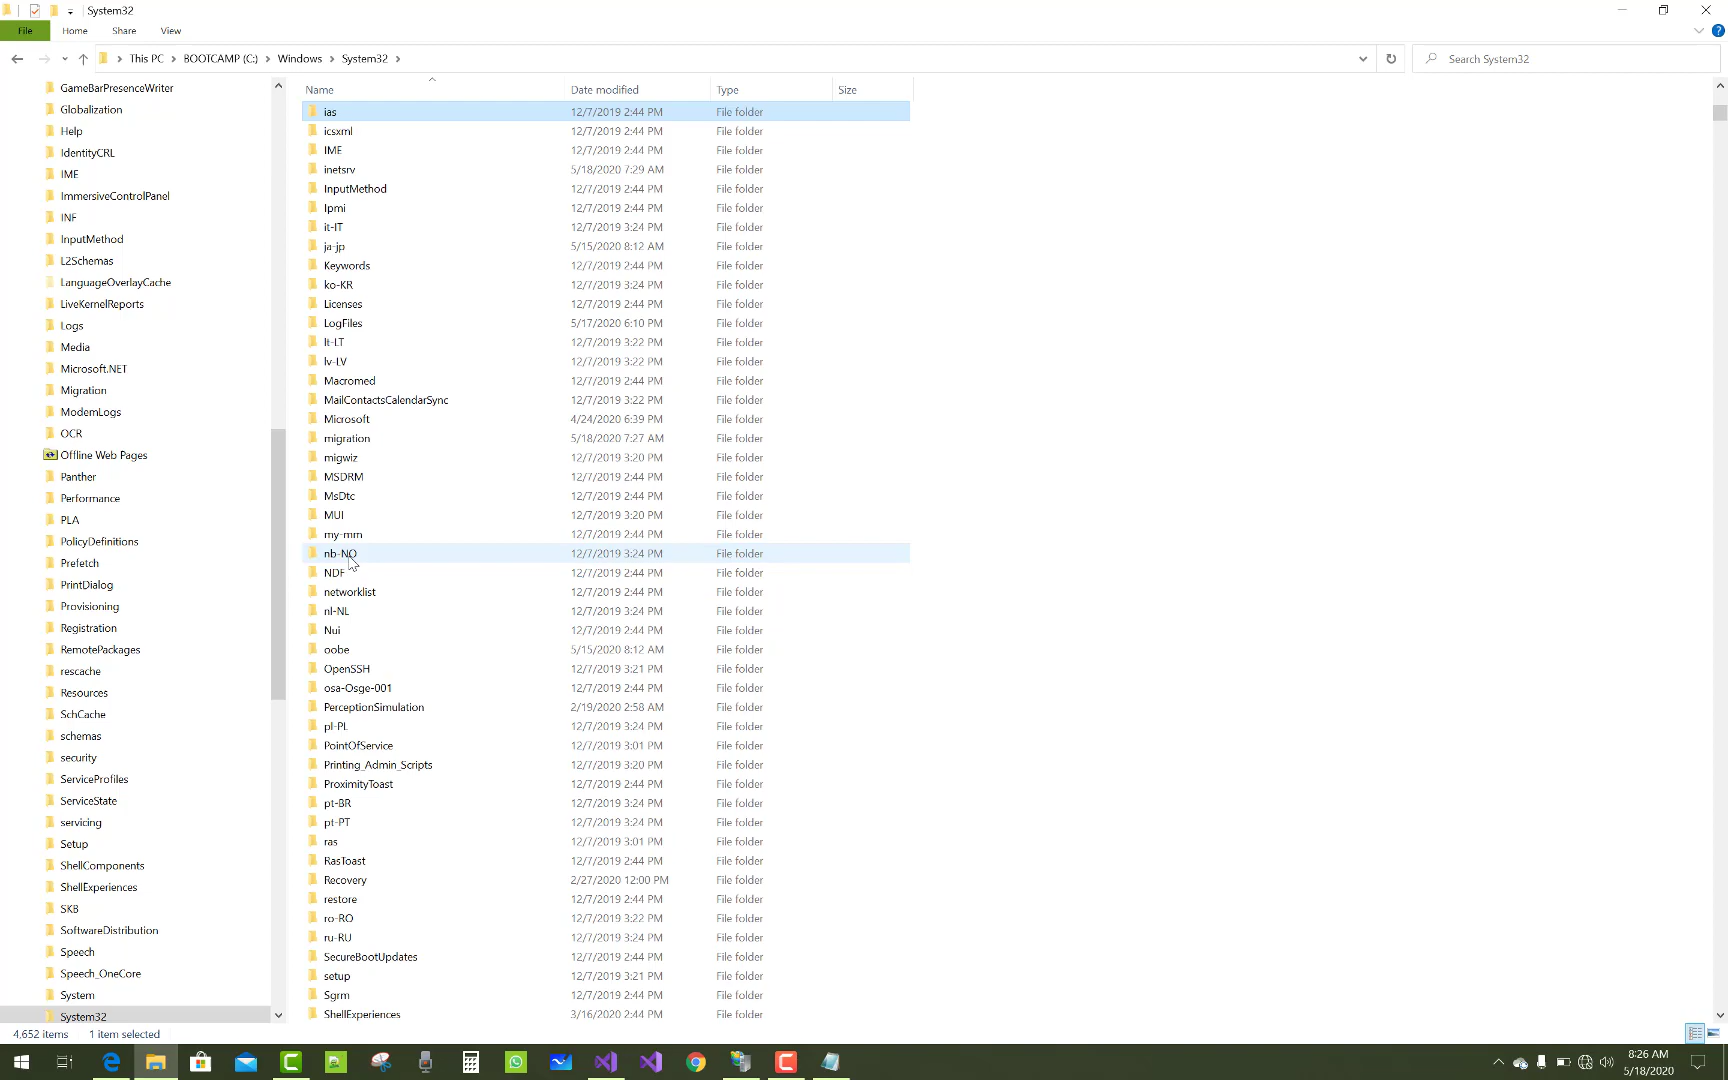 System32
File Home Share View
This PC BOOTCAMP (C:) Windows System32
Search System32
GameBarPresenceWriter
Globalization
Help
IdentityCRL
IME
ImmersiveControlPanel
INF
InputMethod
L2Schemas
LanguageOverlayCache
LiveKernelReports
Logs
Media
Microsoft.NET
Migration
ModemLogs
OCR
Offline Web Pages
Panther
Performance
PLA
PolicyDefinitions
Prefetch
PrintDialog
Provisioning
Registration
RemotePackages
rescache
Resources
SchCache
schemas
security
ServiceProfiles
ServiceState
servicing
Setup
ShellComponents
ShellExperiences
SKB
SoftwareDistribution
Speech
Speech_OneCore
System
System32
Name Date modified Type Size
ias 12/7/2019 2:44 PM File folder
icsxml 12/7/2019 2:44 PM File folder
IME 12/7/2019 2:44 PM File folder
inetsrv 5/18/2020 7:29 AM File folder
InputMethod 12/7/2019 2:44 PM File folder
Ipmi 12/7/2019 2:44 PM File folder
it-IT 12/7/2019 3:24 PM File folder
ja-jp 5/15/2020 8:12 AM File folder
Keywords 12/7/2019 2:44 PM File folder
ko-KR 12/7/2019 3:24 PM File folder
Licenses 12/7/2019 2:44 PM File folder
LogFiles 5/17/2020 6:10 PM File folder
lt-LT 12/7/2019 3:22 PM File folder
lv-LV 12/7/2019 3:22 PM File folder
Macromed 12/7/2019 2:44 PM File folder
MailContactsCalendarSync 12/7/2019 3:22 PM File folder
Microsoft 4/24/2020 6:39 PM File folder
migration 5/18/2020 7:27 AM File folder
migwiz 12/7/2019 3:20 PM File folder
MSDRM 12/7/2019 2:44 PM File folder
MsDtc 12/7/2019 2:44 PM File folder
MUI 12/7/2019 3:20 PM File folder
my-mm 12/7/2019 2:44 PM File folder
nb-NO 12/7/2019 3:24 PM File folder
NDF 12/7/2019 2:44 PM File folder
networklist 12/7/2019 2:44 PM File folder
nl-NL 12/7/2019 3:24 PM File folder
Nui 12/7/2019 2:44 PM File folder
oobe 5/15/2020 8:12 AM File folder
OpenSSH 12/7/2019 3:21 PM File folder
osa-Osge-001 12/7/2019 2:44 PM File folder
PerceptionSimulation 2/19/2020 2:58 AM File folder
pl-PL 12/7/2019 3:24 PM File folder
PointOfService 12/7/2019 3:01 PM File folder
Printing_Admin_Scripts 12/7/2019 3:20 PM File folder
ProximityToast 12/7/2019 2:44 PM File folder
pt-BR 12/7/2019 3:24 PM File folder
pt-PT 12/7/2019 3:24 PM File folder
ras 12/7/2019 3:01 PM File folder
RasToast 12/7/2019 2:44 PM File folder
Recovery 2/27/2020 12:00 PM File folder
restore 12/7/2019 2:44 PM File folder
ro-RO 12/7/2019 3:22 PM File folder
ru-RU 12/7/2019 3:24 PM File folder
SecureBootUpdates 12/7/2019 2:44 PM File folder
setup 12/7/2019 3:21 PM File folder
Sgrm 12/7/2019 2:44 PM File folder
ShellExperiences 3/16/2020 2:44 PM File folder
4,652 items 1 item selected
8:26 AM
5/18/2020